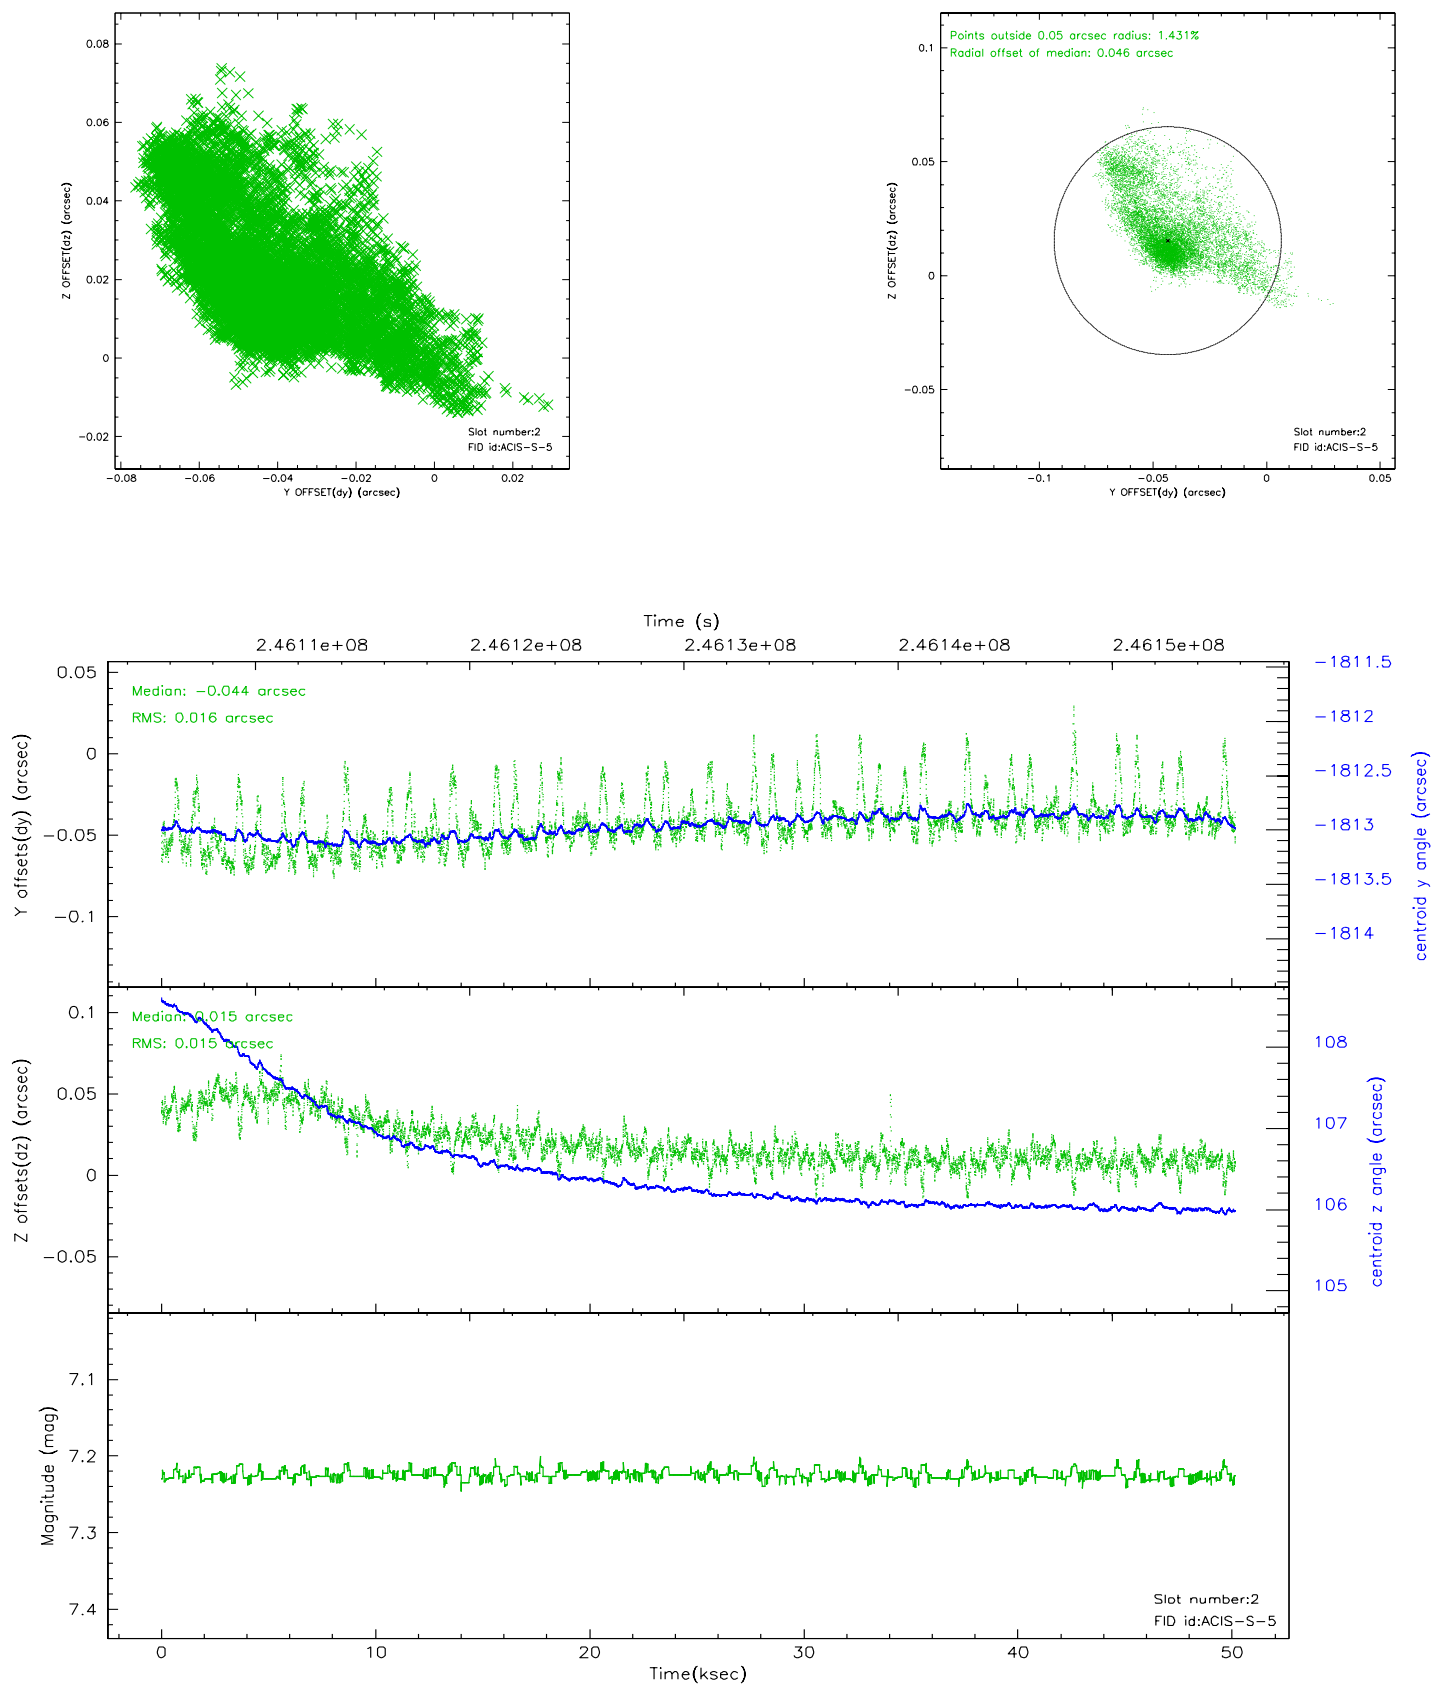 0.08
0.06
0.04
0.02
0
−0.02
−0.08
−0.06
−0.04
−0.02
0
0.02
Z OFFSET(dz) (arcsec)
Y OFFSET(dy) (arcsec)
Slot number:2
FID id:ACIS−S−5
Points outside 0.05 arcsec radius: 1.431%
Radial offset of median: 0.046 arcsec
0.1
0.05
0
−0.05
−0.1
−0.05
0
0.05
Z OFFSET(dz) (arcsec)
Y OFFSET(dy) (arcsec)
Slot number:2
FID id:ACIS−S−5
Time (s)
2.4611e+08
2.4612e+08
2.4613e+08
2.4614e+08
2.4615e+08
Median: −0.044 arcsec
RMS: 0.016 arcsec
0.05
0
−0.05
−0.1
Y offsets(dy) (arcsec)
−1811.5
−1812
−1812.5
−1813
−1813.5
−1814
centroid y angle (arcsec)
Median: 0.015 arcsec
RMS: 0.015 arcsec
0.1
0.05
0
−0.05
Z offsets(dz) (arcsec)
108
107
106
105
centroid z angle (arcsec)
7.1
7.2
7.3
7.4
Magnitude (mag)
Slot number:2
FID id:ACIS−S−5
0
10
20
30
40
50
Time(ksec)